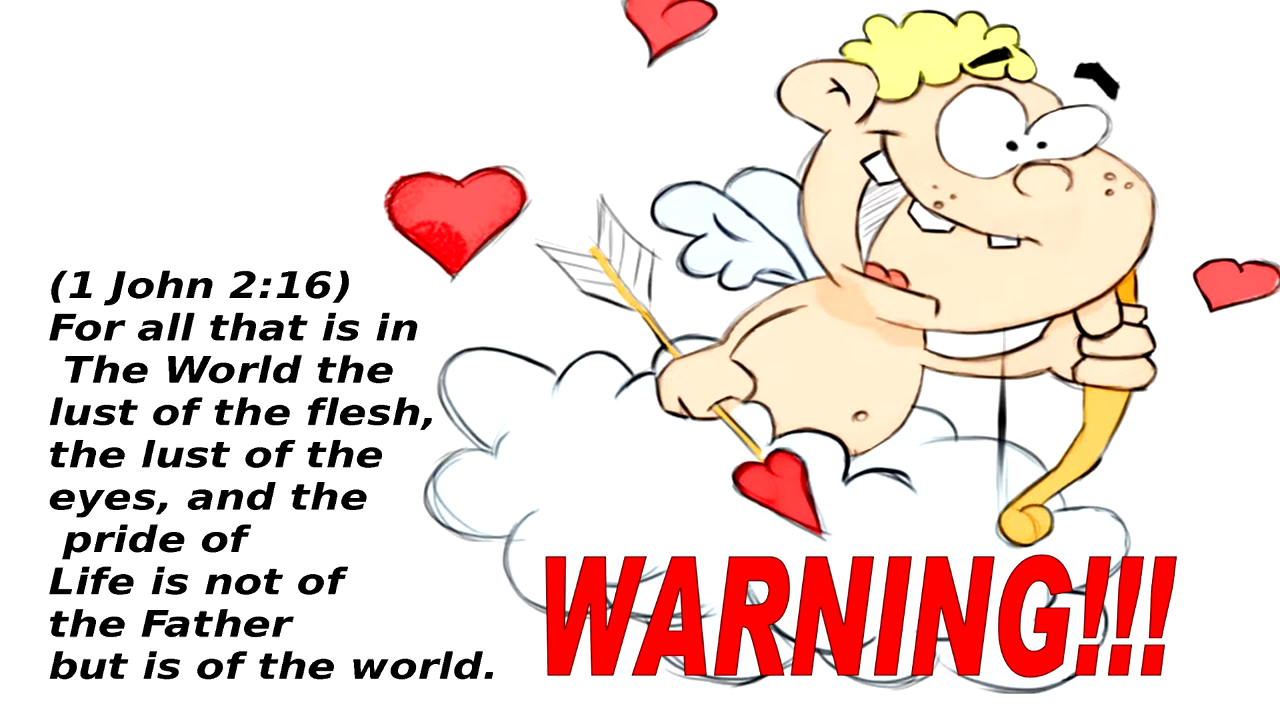 (1 John 2:16)
For all that is in
The World the
lust of the flesh,
the lust of the
eyes, and the
pride of
Life is not of
the Father
but is of the world.
WARNING!!!